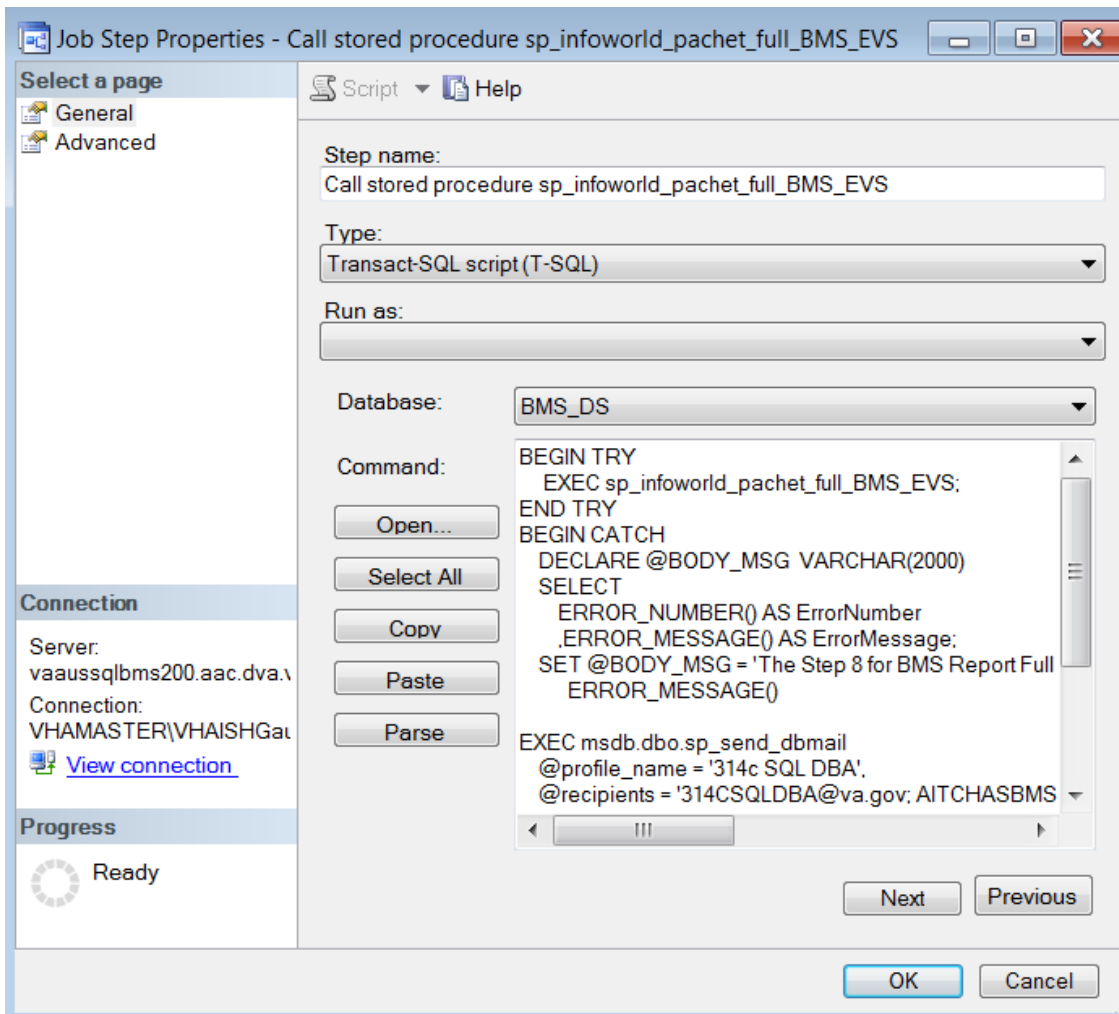 Job Step Properties - Call stored procedure sp_infoworld_pachet_full_BMS_EVS
Select a page
General
Advanced
Script
Help
Step name:
Call stored procedure sp_infoworld_pachet_full_BMS_EVS
Type:
Transact-SQL script (T-SQL)
Run as:
Database:
BMS_DS
Command:
Open...
Select All
Copy
Paste
Parse
BEGIN TRY
EXEC sp_infoworld_pachet_full_BMS_EVS;
END TRY
BEGIN CATCH
DECLARE @BODY_MSG VARCHAR(2000)
SELECT
ERROR_NUMBER() AS ErrorNumber
,ERROR_MESSAGE() AS ErrorMessage;
SET @BODY_MSG = 'The Step 8 for BMS Report Full
ERROR_MESSAGE()
EXEC msdb.dbo.sp_send_dbmail
@profile_name = '314c SQL DBA',
@recipients = '314CSQLDBA@va.gov; AITCHASBMS
Connection
Server:
vaaussqlbms200.aac.dva.v
Connection:
VHAMASTER\VHAISHGau
View connection
Progress
Ready
Next
Previous
OK
Cancel